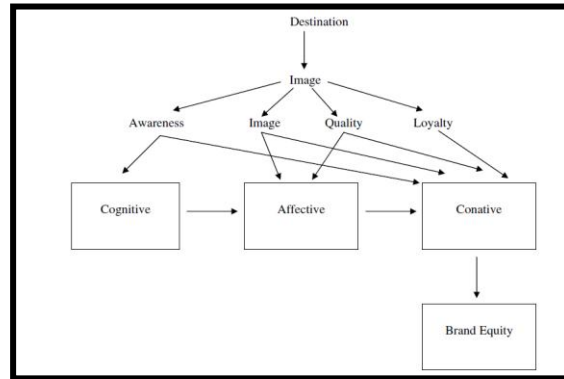 Destination
Image
Awareness Image Quality Loyalty
Cognitive Affective Conative
Brand Equity